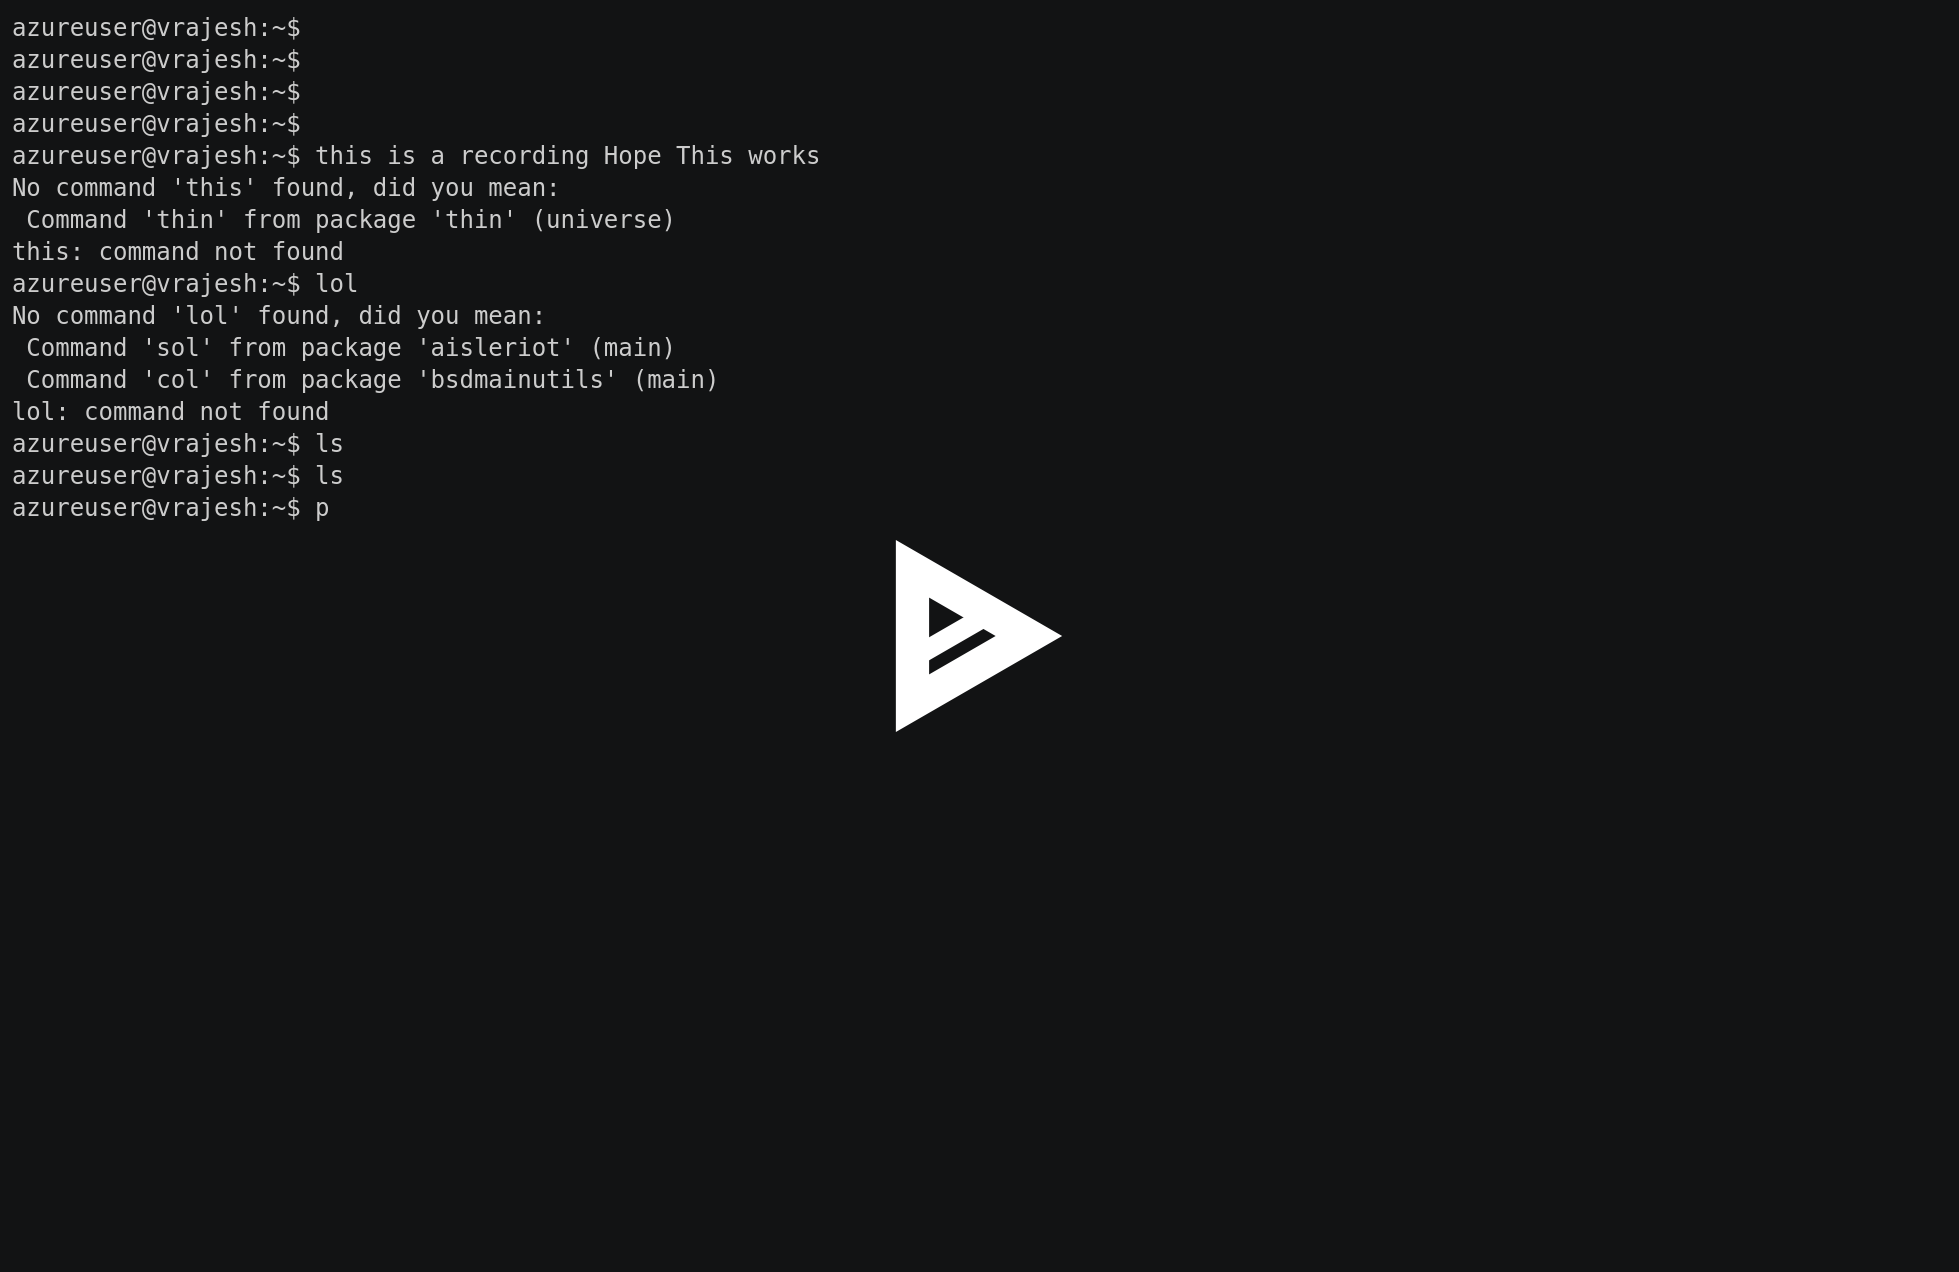 azureuser@vrajesh:~$
azureuser@vrajesh:~$
azureuser@vrajesh:~$
azureuser@vrajesh:~$
azureuser@vrajesh:~$ this is a recording Hope This works
No command 'this' found, did you mean:
 Command 'thin' from package 'thin' (universe)
this: command not found
azureuser@vrajesh:~$ lol
No command 'lol' found, did you mean:
 Command 'sol' from package 'aisleriot' (main)
 Command 'col' from package 'bsdmainutils' (main)
lol: command not found
azureuser@vrajesh:~$ ls
azureuser@vrajesh:~$ ls
azureuser@vrajesh:~$ p